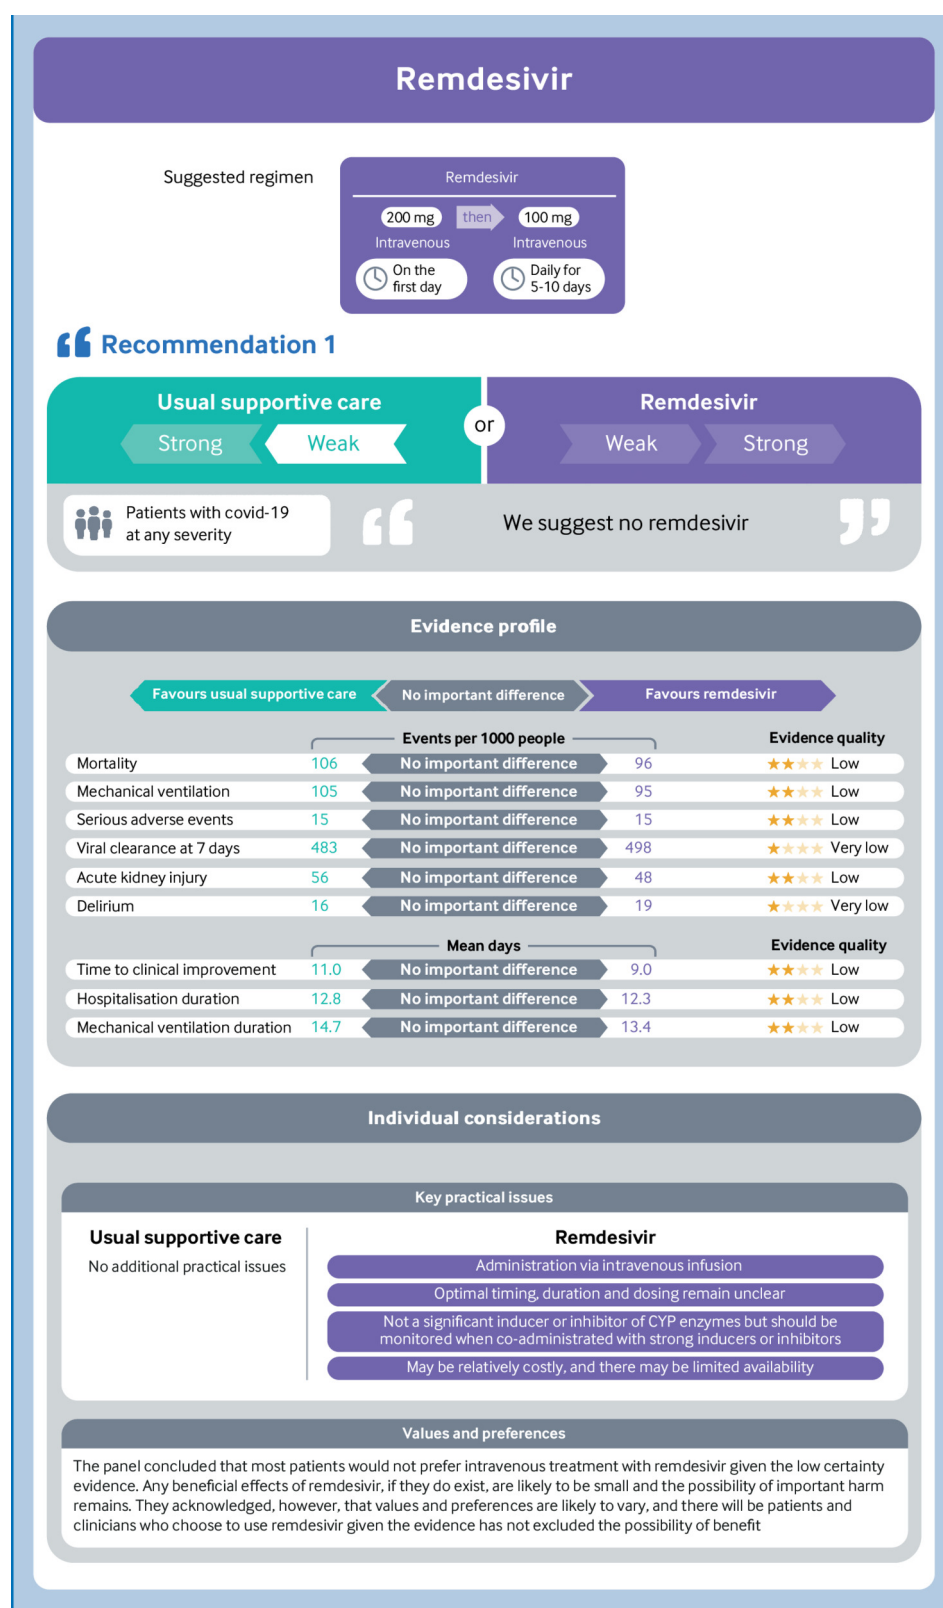 Remdesivir
Suggested regimen
Remdesivir
200 mg then 100 mg
Intravenous Intravenous
On the first day
Daily for 5-10 days
Recommendation 1
Usual supportive care or Remdesivir
Strong Weak Weak Strong
Patients with covid-19
at any severity
We suggest no remdesivir
Evidence profile
Favours usual supportive care No important difference Favours remdesivir
Events per 1000 people Evidence quality
Mortality 106 No important difference 96 Low
Mechanical ventilation 105 No important difference 95 Low
Serious adverse events 15 No important difference 15 Low
Viral clearance at 7 days 483 No important difference 498 Very low
Acute kidney injury 56 No important difference 48 Low
Delirium 16 No important difference 19 Very low
Mean days Evidence quality
Time to clinical improvement 11.0 No important difference 9.0 Low
Hospitalisation duration 12.8 No important difference 12.3 Low
Mechanical ventilation duration 14.7 No important difference 13.4 Low
Individual considerations
Key practical issues
Usual supportive care
No additional practical issues
Remdesivir
Administration via intravenous infusion
Optimal timing, duration and dosing remain unclear
Not a significant inducer or inhibitor of CYP enzymes but should be
monitored when co-administrated with strong inducers or inhibitors
May be relatively costly, and there may be limited availability
Values and preferences
The panel concluded that most patients would not prefer intravenous treatment with remdesivir given the low certainty
evidence. Any beneficial effects of remdesivir, if they do exist, are likely to be small and the possibility of important harm
remains. They acknowledged, however, that values and preferences are likely to vary, and there will be patients and
clinicians who choose to use remdesivir given the evidence has not excluded the possibility of benefit